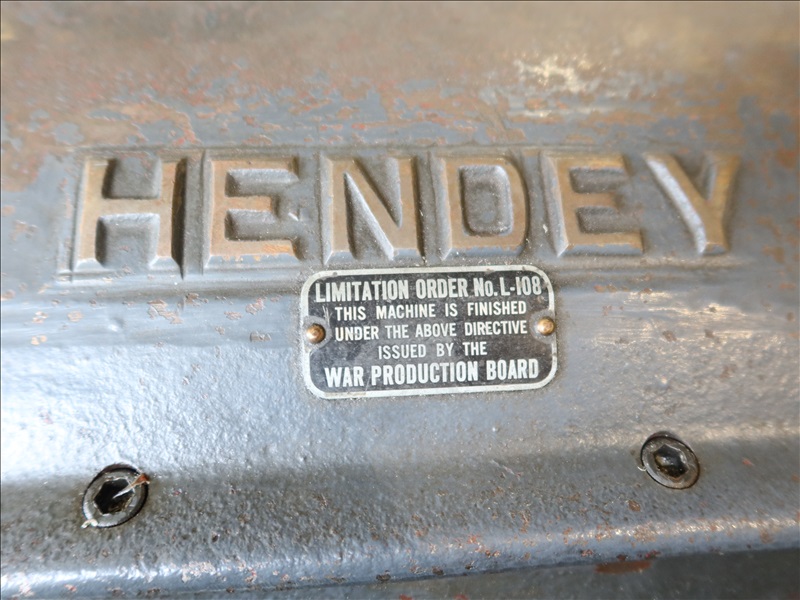 HENDEY
LIMITATION ORDER No. L-108
THIS MACHINE IS FINISHED
UNDER THE ABOVE DIRECTIVE
ISSUED BY THE
WAR PRODUCTION BOARD